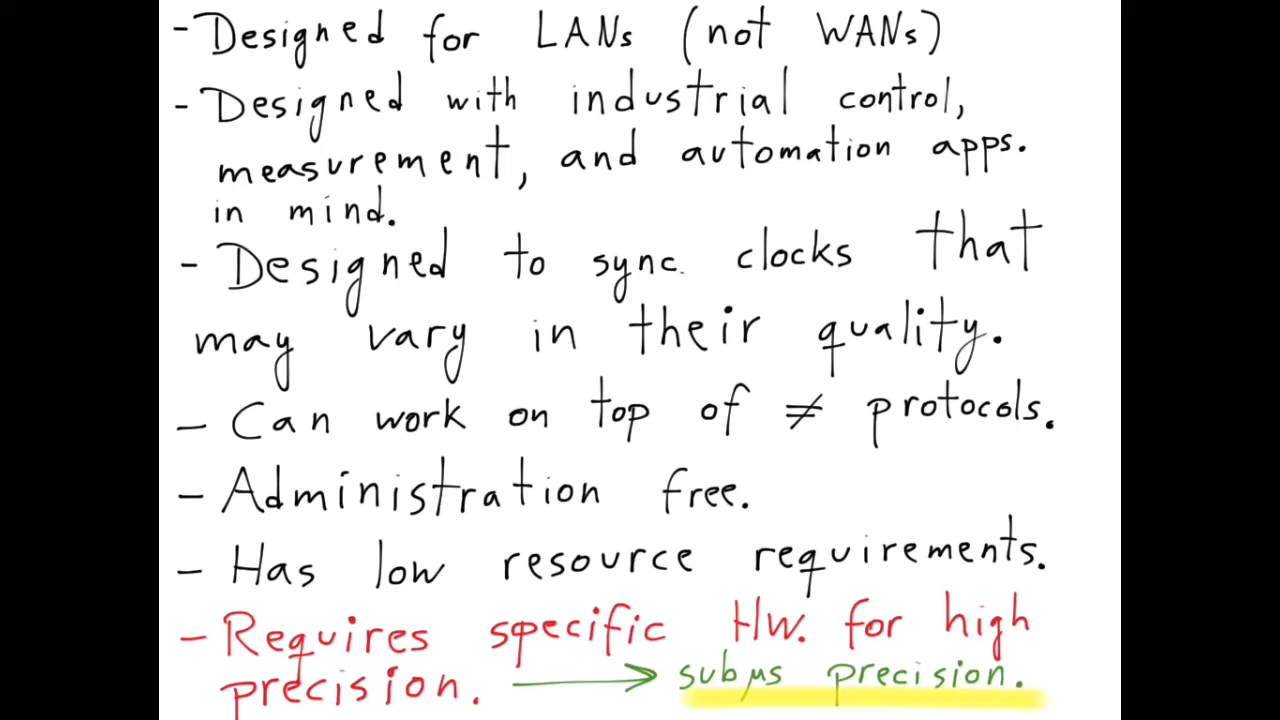 - Designed for LANs (not WANs)
- Designed with industrial control,
measurement, and automation apps.
in mind.
- Designed to sync. clocks that
may vary in their quality.
- Can work on top of ≠ protocols.
- Administration free.
- Has low resource requirements.
- Requires specific HW. for high
precision. → subμs precision.